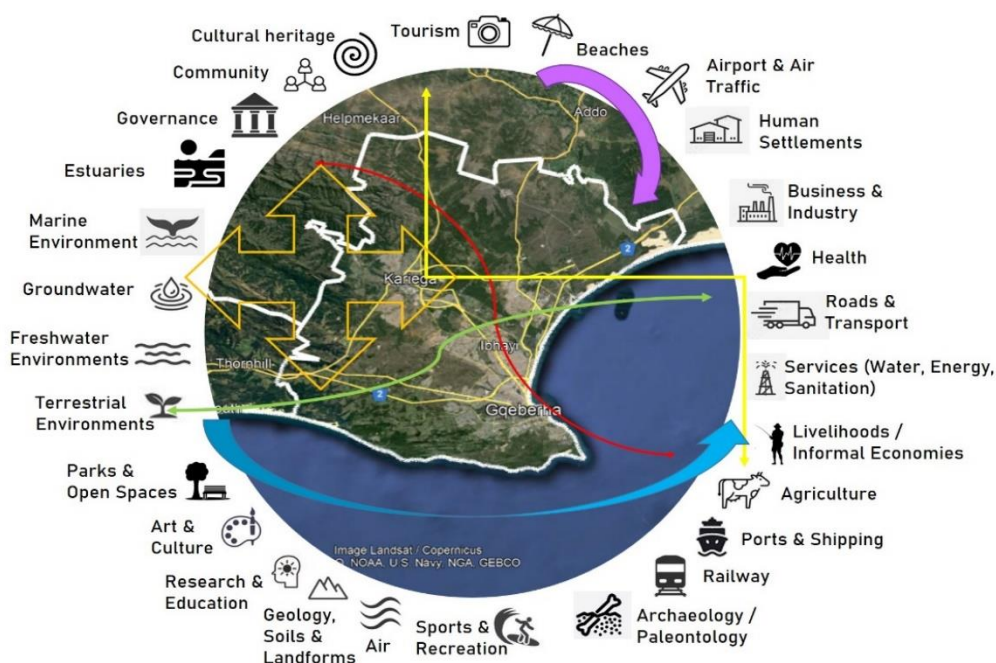 Tourism
Beaches
Cultural heritage
Airport & Air
Traffic
Community
Human
Settlements
Governance
Business &
Industry
Estuaries
Health
Marine
Environment
Roads &
Transport
Groundwater
Services (Water, Energy,
Sanitation)
Freshwater
Environments
Livelihoods /
Informal Economies
Terrestrial
Environments
Agriculture
Parks &
Open Spaces
Ports & Shipping
Art &
Culture
Railway
Research &
Education
Archaeology /
Paleontology
Geology,
Soils &
Landforms
Air
Sports &
Recreation
Helpmekaar
Addo
2
Kariega
Ibhayi
Thornhill
2
Gqeberha
Image Landsat / Copernicus
NOAA, U.S. Navy, NGA, GEBCO